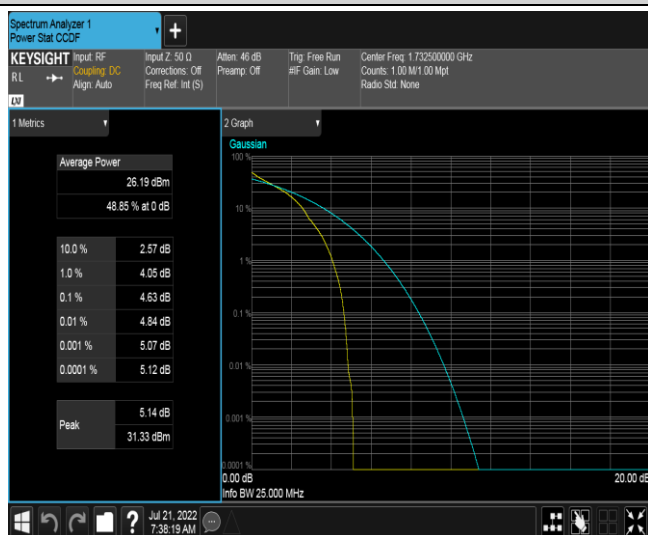 Spectrum Analyzer 1
Power Stat CCDF
+
KEYSIGHT
RL
LXI
Input: RF
Coupling: DC
Align: Auto
Input Z: 50 Ω
Corrections: Off
Freq Ref: Int (S)
Atten: 46 dB
Preamp: Off
Trig: Free Run
#IF Gain: Low
Center Freq: 1.732500000 GHz
Counts: 1.00 M/1.00 Mpt
Radio Std: None
1 Metrics
Average Power
26.19 dBm
48.85 % at 0 dB
10.0 % 2.57 dB
1.0 % 4.05 dB
0.1 % 4.63 dB
0.01 % 4.84 dB
0.001 % 5.07 dB
0.0001 % 5.12 dB
Peak
5.14 dB
31.33 dBm
2 Graph
Gaussian
100 %
10 %
1 %
0.1 %
0.01 %
0.001 %
0.0001 %
0.00 dB 20.00 dB
Info BW 25.000 MHz
?
Jul 21, 2022
7:38:19 AM